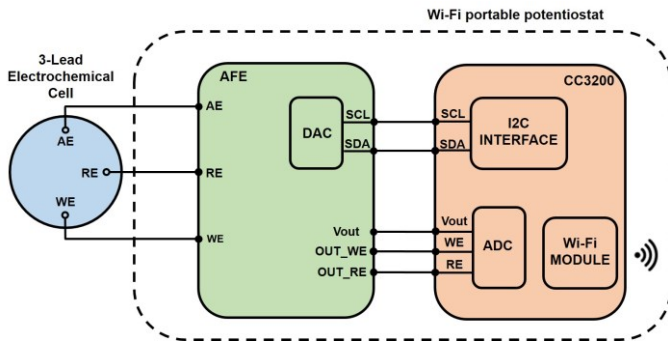 Wi-Fi portable potentiostat
3-Lead
Electrochemical
Cell
AE
RE
WE
AFE
AE
RE
WE
DAC
SCL
SDA
Vout
OUT_WE
OUT_RE
CC3200
SCL
SDA
I2C
INTERFACE
Vout
WE
RE
ADC
Wi-Fi
MODULE